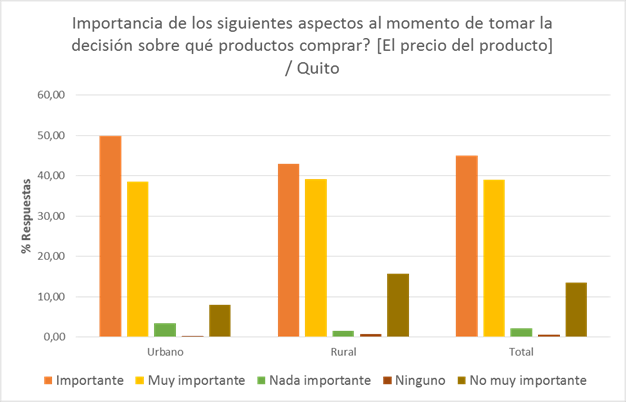 Importancia de los siguientes aspectos al momento de tomar la
decisión sobre qué productos comprar? [El precio del producto]
/ Quito
60,00
50,00
40,00
30,00
20,00
10,00
0,00
% Respuestas
Urbano
Rural
Total
Importante
Muy importante
Nada importante
Ninguno
No muy importante